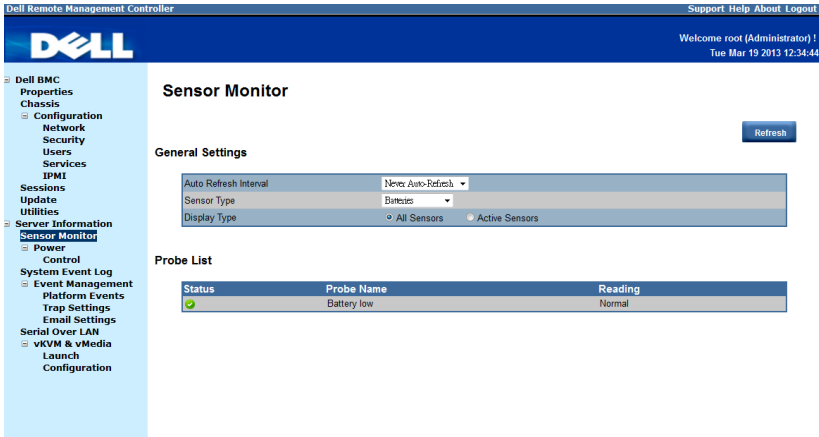 Dell Remote Management Controller
Support Help About Logout
DELL
Welcome root (Administrator) !
Tue Mar 19 2013 12:34:44
Dell BMC
Properties
Chassis
Configuration
Network
Security
Users
Services
IPMI
Sessions
Update
Utilities
Server Information
Sensor Monitor
Power
Control
System Event Log
Event Management
Platform Events
Trap Settings
Email Settings
Serial Over LAN
vKVM & vMedia
Launch
Configuration
Sensor Monitor
Refresh
General Settings
Auto Refresh Interval Never Auto-Refresh
Sensor Type Batteries
Display Type All Sensors Active Sensors
Probe List
Status Probe Name Reading
Battery low Normal